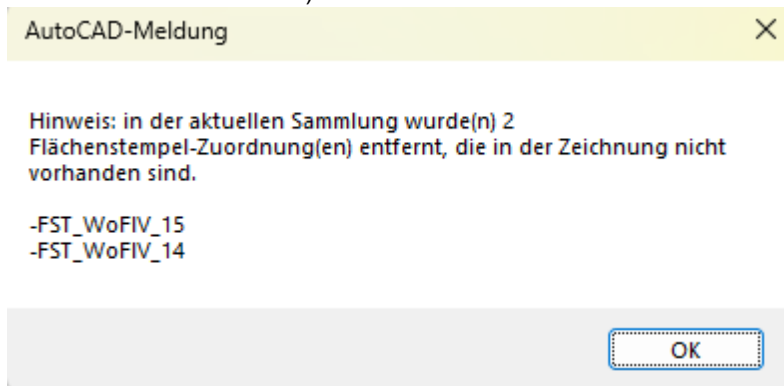 AutoCAD-Meldung
Hinweis: in der aktuellen Sammlung wurde(n) 2
Flächenstempel-Zuordnung(en) entfernt, die in der Zeichnung nicht
vorhanden sind.
-FST_WoFIV_15
-FST_WoFIV_14
OK